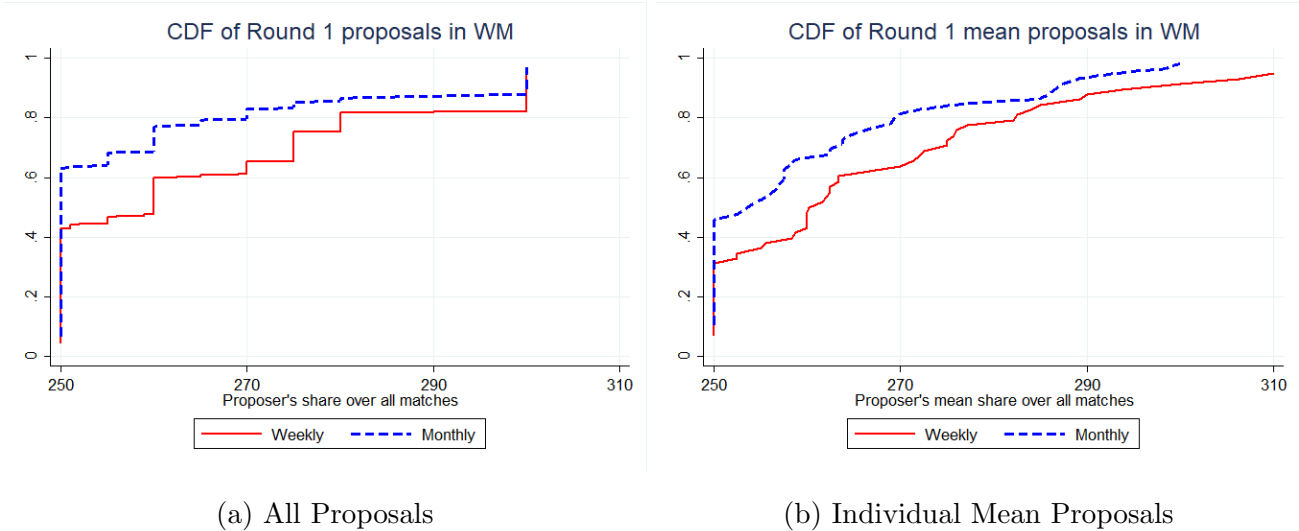 CDF of Round 1 proposals in WM
1
.8
.6
.4
.2
0
250 270 290 310
Proposer's share over all matches
Weekly Monthly
(a) All Proposals
CDF of Round 1 mean proposals in WM
1
.8
.6
.4
.2
0
250 270 290 310
Proposer's mean share over all matches
Weekly Monthly
(b) Individual Mean Proposals